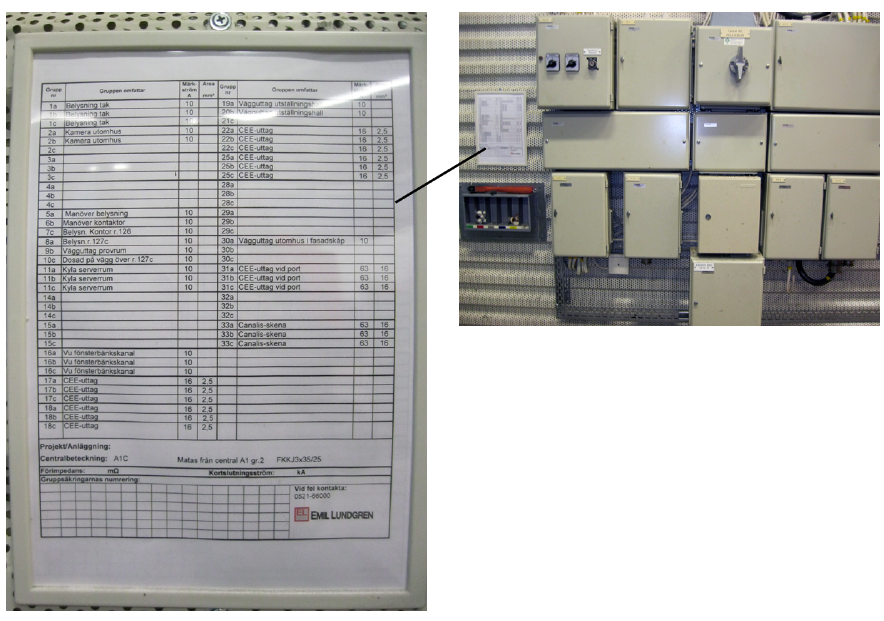 Grupp nr Gruppen omfattar Märk- ström A Area mm² Grupp nr Gruppen omfattar Märk- mm²
1a Belysning tak 10 19a Vägguttag utställningshall 10
1b Belysning tak 10 20b Vägguttag utställningshall 10
1c Belysning tak 10 21c
2a Kamera utomhus 10 22a CEE-uttag 16 2,5
2b Kamera utomhus 10 22b CEE-uttag 16 2,5
2c 22c CEE-uttag 16 2,5
3a 25a CEE-uttag 16 2,5
3b 25b CEE-uttag 16 2,5
3c 25c CEE-uttag 16 2,5
4a 28a
4b 28b
4c 28c
5a Manöver belysning 10 29a
6b Manöver kontaktor 10 29b
7c Belysn. Kontor r.126 10 29c
8a Belysn r.127c 10 30a Vägguttag utomhus i fasadskåp 10
9b Vägguttag provrum 10 30b
10c Dosad på vägg över r.127c 10 30c
11a Kyla serverrum 10 31a CEE-uttag vid port 63 16
11b Kyla serverrum 10 31b CEE-uttag vid port 63 16
11c Kyla serverrum 10 31c CEE-uttag vid port 63 16
14a 32a
14b 32b
14c 32c
15a 33a Canalis-skena 63 16
15b 33b Canalis-skena 63 16
15c 33c Canalis-skena 63 16
16a Vu fönsterbänkskanal 10
16b Vu fönsterbänkskanal 10
16c Vu fönsterbänkskanal 10
17a CEE-uttag 16 2,5
17b CEE-uttag 16 2,5
17c CEE-uttag 16 2,5
18a CEE-uttag 16 2,5
18b CEE-uttag 16 2,5
18c CEE-uttag 16 2,5
Projekt/Anläggning:
Centralbeteckning: A1C Matas från central A1 gr.2 FKKJ3x35/25
Förimpedans: mΩ Kortslutningsström: kA
Gruppsäkringarnas numrering:
Vid fel kontakta:
0521-66000
EL EMIL LUNDGREN